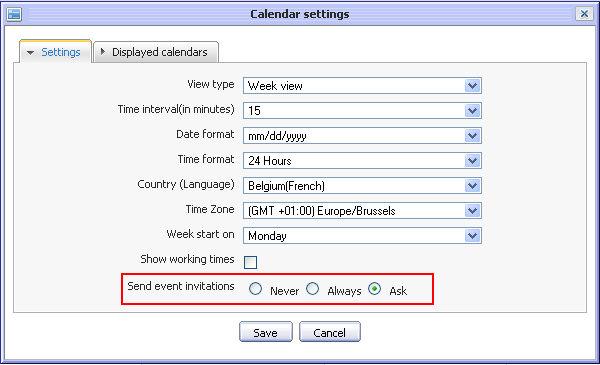 Calendar settings
Settings
Displayed calendars
View type Week view
Time interval(in minutes) 15
Date format mm/dd/yyyy
Time format 24 Hours
Country (Language) Belgium(French)
Time Zone (GMT +01:00) Europe/Brussels
Week start on Monday
Show working times
Send event invitations Never Always Ask
Save Cancel